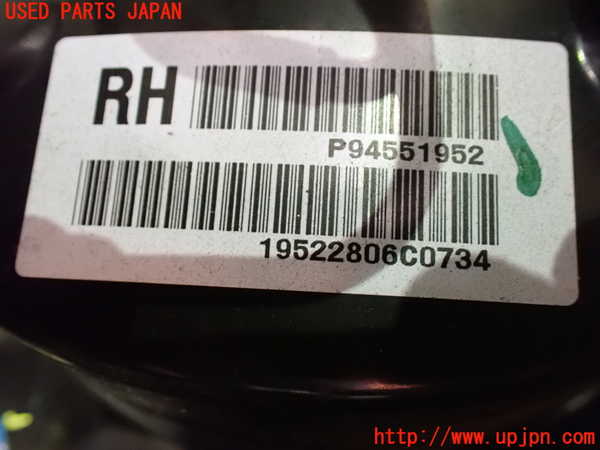 USED PARTS JAPAN
RH
P94551952
19522806C0734
http://www.upjpn.com